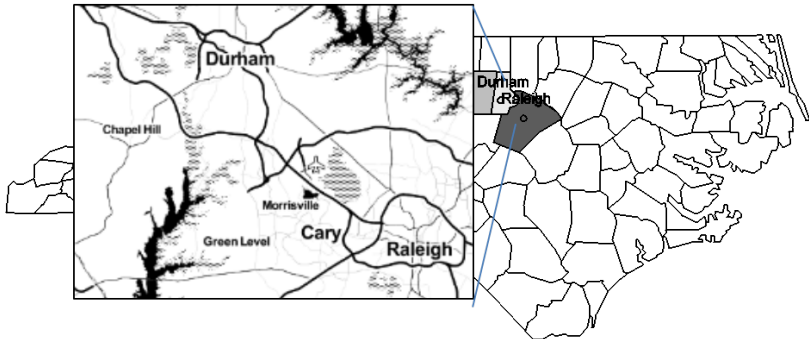 Durham
Chapel Hill
Morrisville
Green Level
Cary
Raleigh
Durham
Raleigh